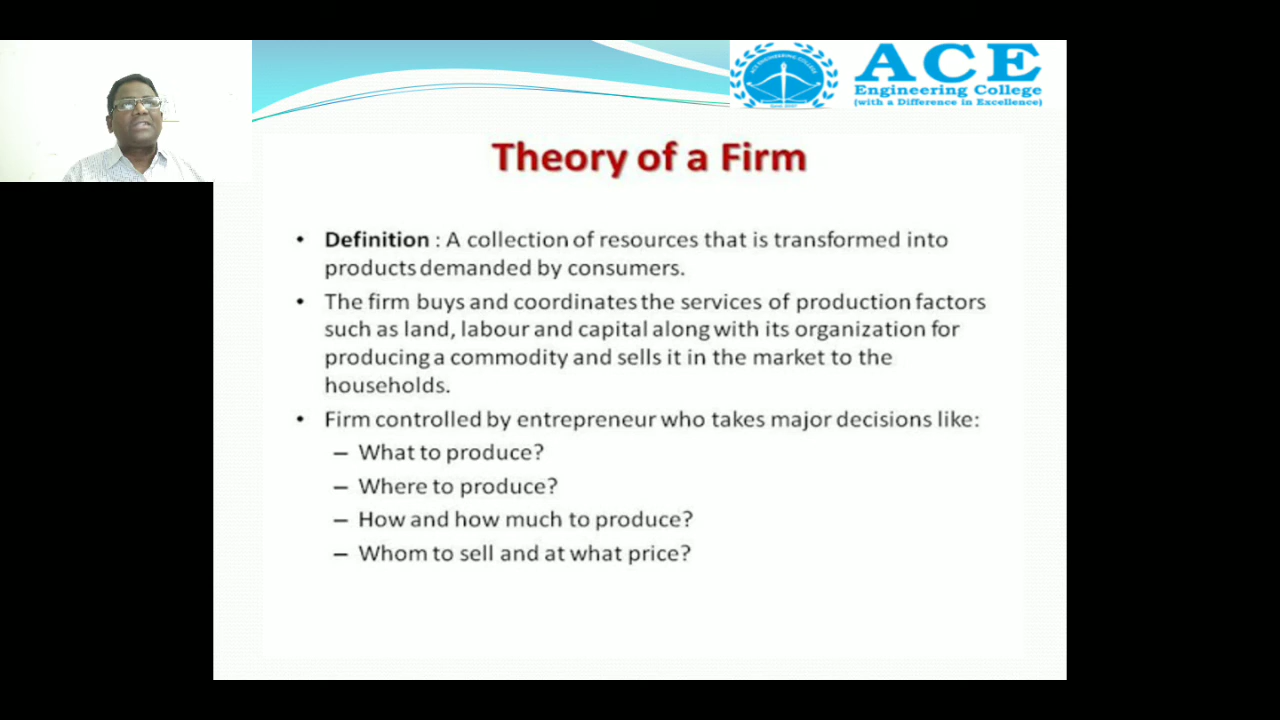 ACE
Engineering College
(with a Difference in Excellence)
Theory of a Firm
• Definition : A collection of resources that is transformed into
products demanded by consumers.
• The firm buys and coordinates the services of production factors
such as land, labour and capital along with its organization for
producing a commodity and sells it in the market to the
households.
• Firm controlled by entrepreneur who takes major decisions like:
– What to produce?
– Where to produce?
– How and how much to produce?
– Whom to sell and at what price?